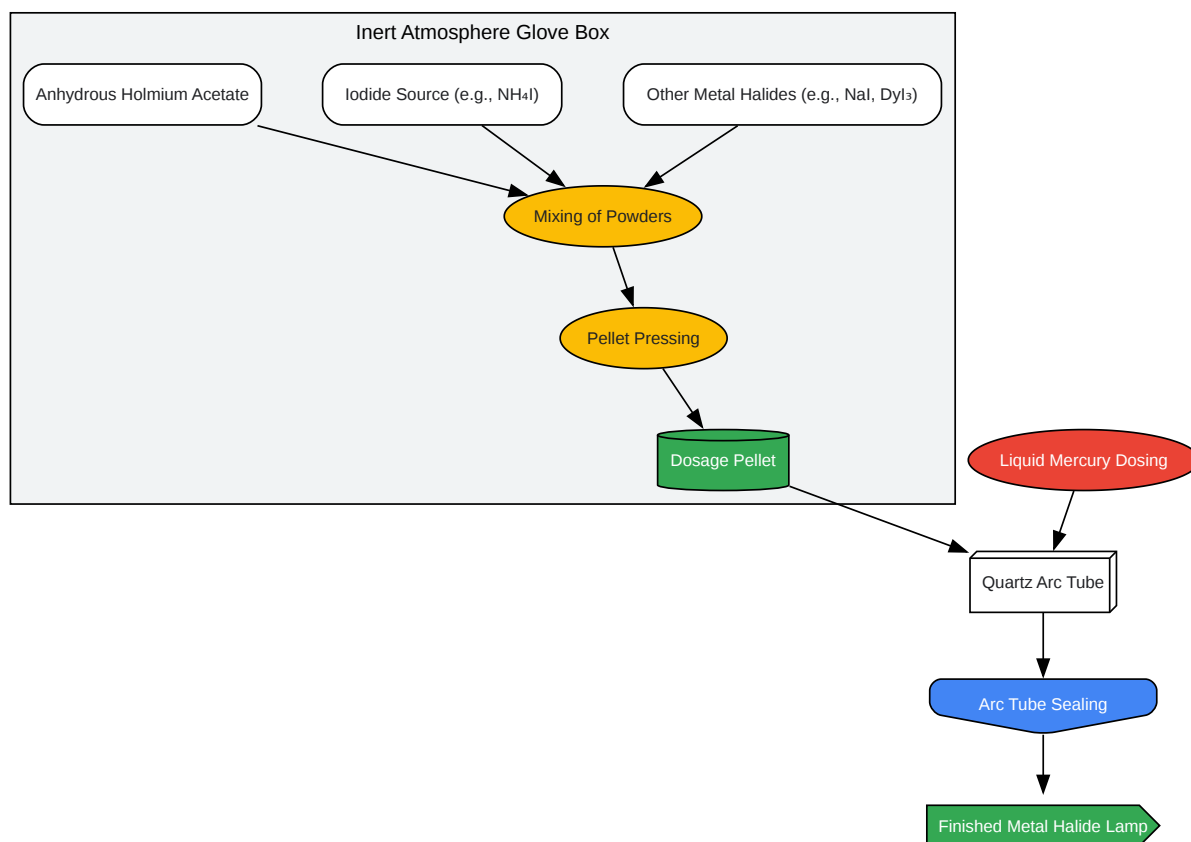 Inert Atmosphere Glove Box
Anhydrous Holmium Acetate
Iodide Source (e.g., NH₄I)
Other Metal Halides (e.g., NaI, DyI₃)
Mixing of Powders
Pellet Pressing
Dosage Pellet
Liquid Mercury Dosing
Quartz Arc Tube
Arc Tube Sealing
Finished Metal Halide Lamp